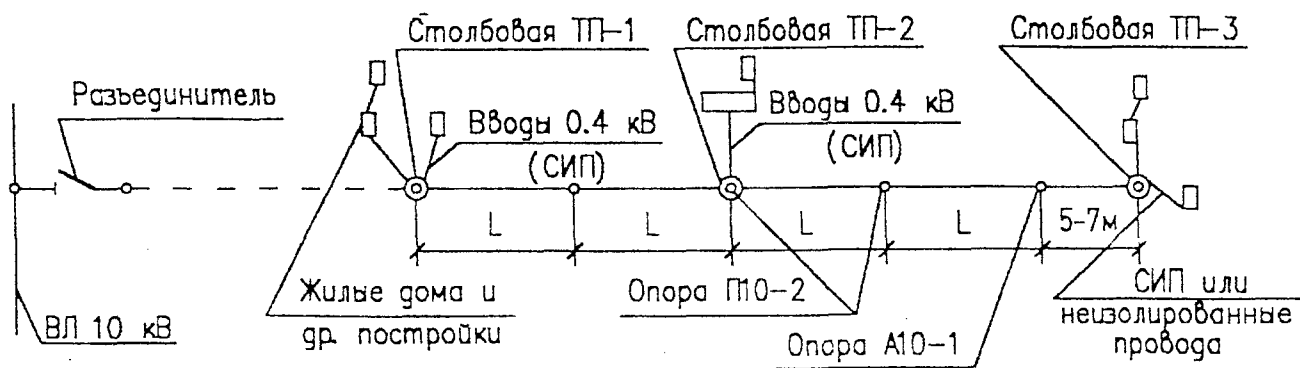 Столбовая ТП-1
Столбовая ТП-2
Столбовая ТП-3
Разъединитель
Вводы 0.4 кВ
(СИП)
Вводы 0.4 кВ
(СИП)
L
L
L
L
5-7м
ВЛ 10 кВ
Жилые дома и
др. постройки
Опора П10-2
Опора А10-1
СИП или
неизолированные
провода